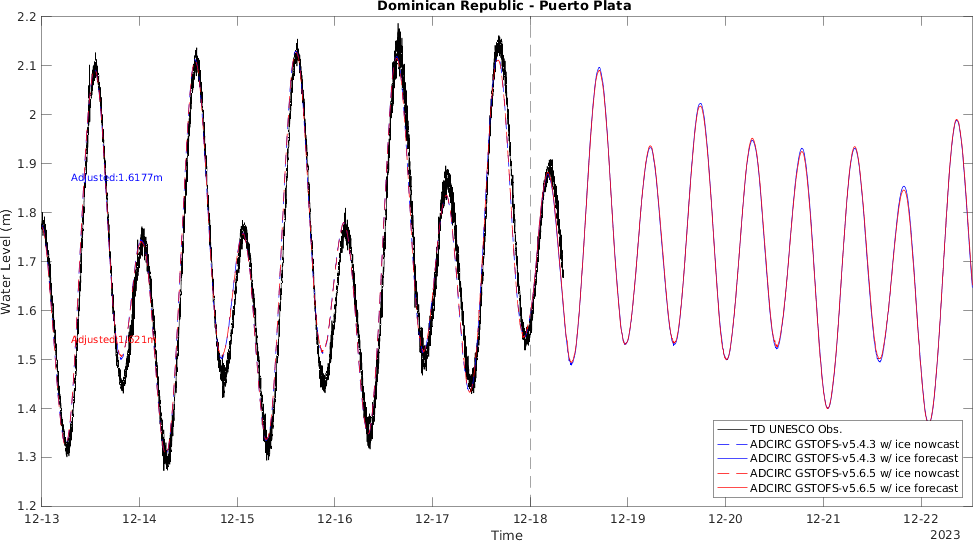 Dominican Republic - Puerto Plata
2.2
2.1
2
1.9
1.8
1.7
1.6
1.5
1.4
1.3
1.2
Water Level (m)
Adjusted:1.6177m
Adjusted:1.621m
TD UNESCO Obs.
ADCIRC GSTOFS-v5.4.3 w/ ice nowcast
ADCIRC GSTOFS-v5.4.3 w/ ice forecast
ADCIRC GSTOFS-v5.6.5 w/ ice nowcast
ADCIRC GSTOFS-v5.6.5 w/ ice forecast
12-13 12-14 12-15 12-16 12-17 12-18 12-19 12-20 12-21 12-22
Time
2023